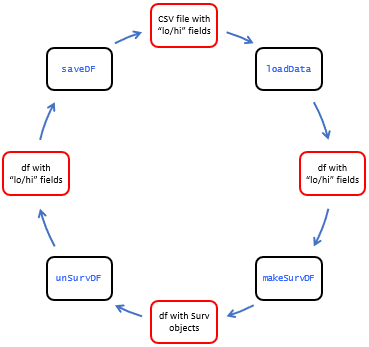 CSV file with
“lo/hi” fields
saveDF
loadData
df with
“lo/hi” fields
df with
“lo/hi” fields
unSurvDF
makeSurvDF
df with Surv
objects